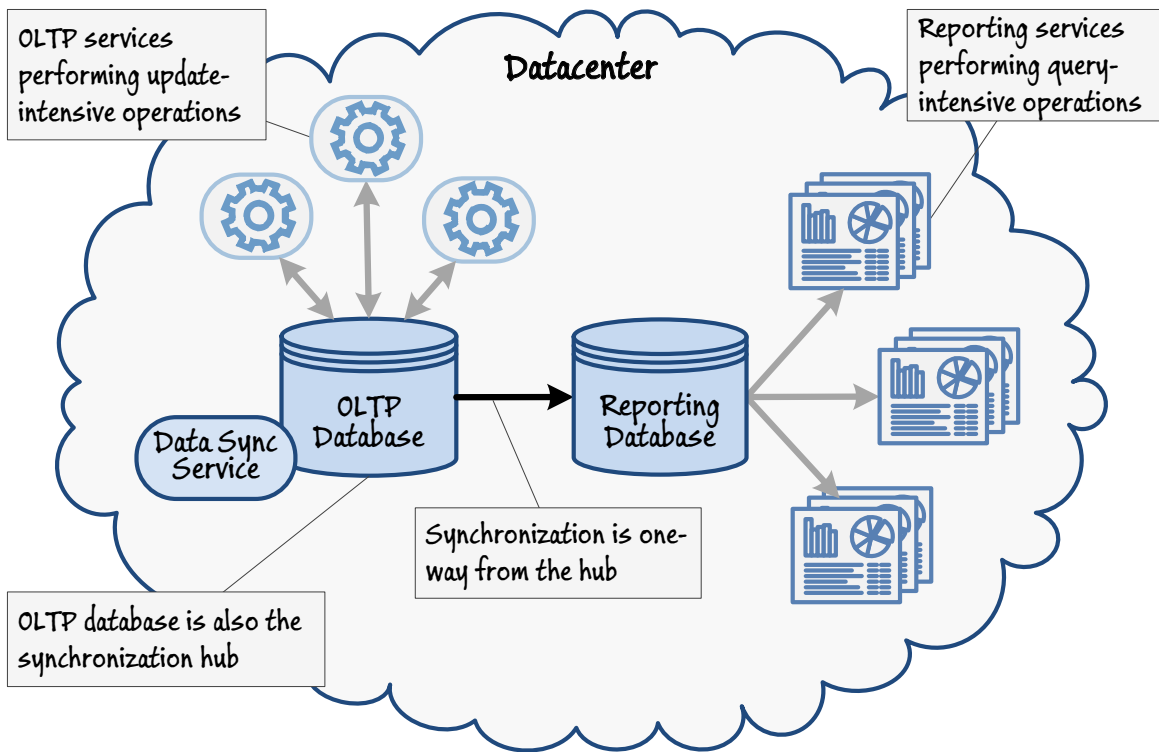 OLTP services
performing update-
intensive operations
Datacenter
Reporting services
performing query-
intensive operations
OLTP
Database
Reporting
Database
Data Sync
Service
Synchronization is one-
way from the hub
OLTP database is also the
synchronization hub